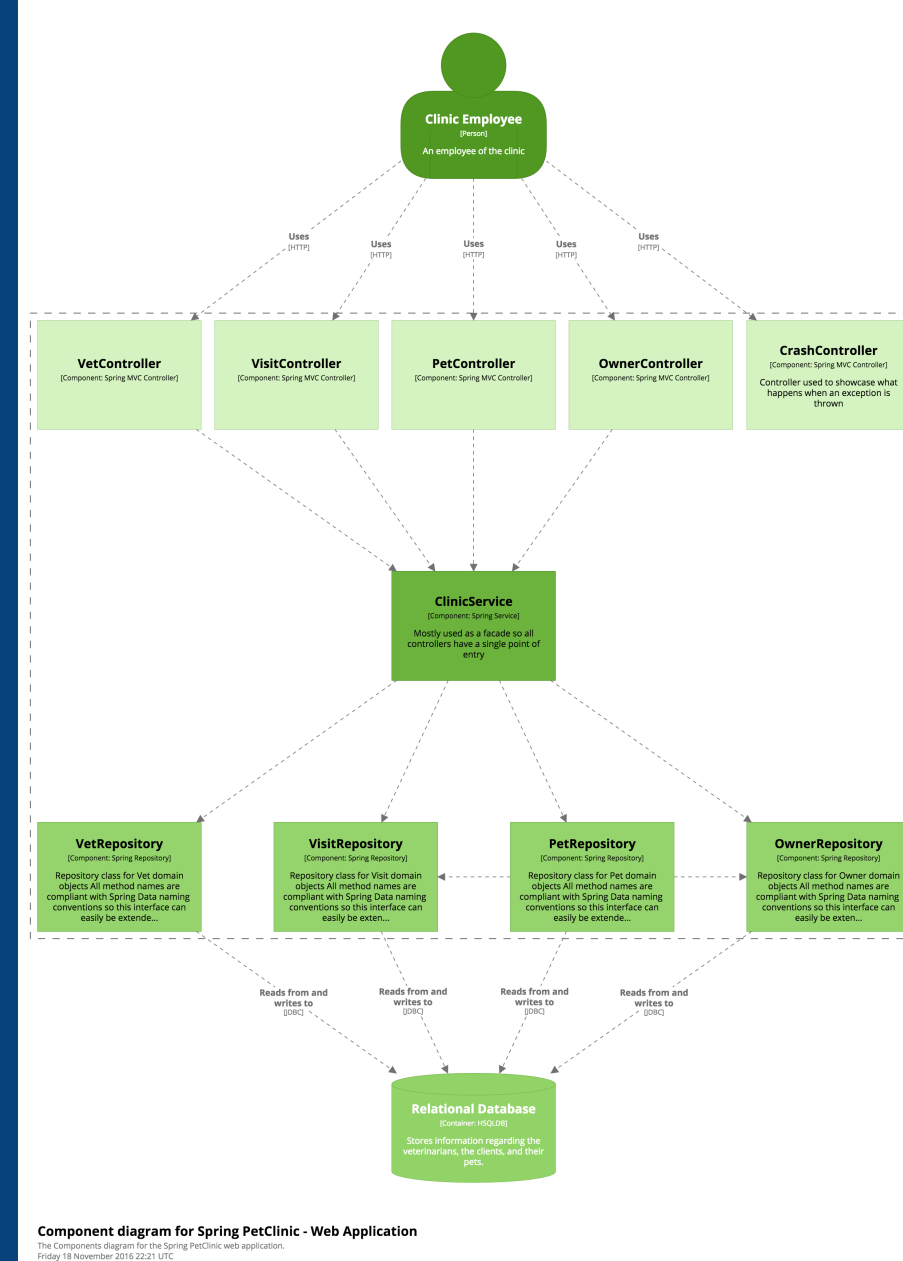 Clinic Employee
[Person]
An employee of the clinic
Uses
[HTTP]
Uses
[HTTP]
Uses
[HTTP]
Uses
[HTTP]
Uses
[HTTP]
VetController
[Component: Spring MVC Controller]
VisitController
[Component: Spring MVC Controller]
PetController
[Component: Spring MVC Controller]
OwnerController
[Component: Spring MVC Controller]
CrashController
[Component: Spring MVC Controller]
Controller used to showcase what
happens when an exception is
thrown
ClinicService
[Component: Spring Service]
Mostly used as a facade so all
controllers have a single point of
entry
VetRepository
[Component: Spring Repository]
Repository class for Vet domain
objects All method names are
compliant with Spring Data naming
conventions so this interface can
easily be extende...
VisitRepository
[Component: Spring Repository]
Repository class for Visit domain
objects All method names are
compliant with Spring Data naming
conventions so this interface can
easily be exten...
PetRepository
[Component: Spring Repository]
Repository class for Pet domain
objects All method names are
compliant with Spring Data naming
conventions so this interface can
easily be extende...
OwnerRepository
[Component: Spring Repository]
Repository class for Owner domain
objects All method names are
compliant with Spring Data naming
conventions so this interface can
easily be exten...
Reads from and
writes to
[JDBC]
Reads from and
writes to
[JDBC]
Reads from and
writes to
[JDBC]
Reads from and
writes to
[JDBC]
Relational Database
[Container: HSQLDB]
Stores information regarding the
veterinarians, the clients, and their
pets.
Component diagram for Spring PetClinic - Web Application
The Components diagram for the Spring PetClinic web application.
Friday 18 November 2016 22:21 UTC